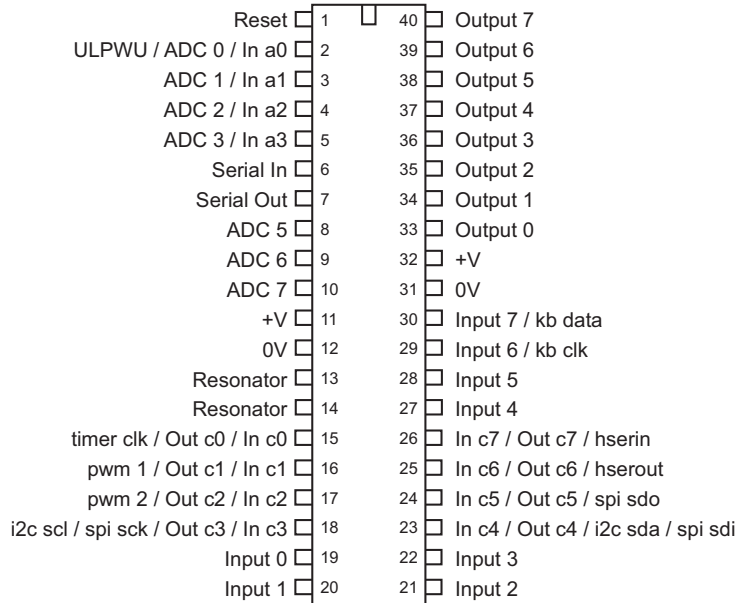 Reset 1 40 Output 7
ULPWU / ADC 0 / In a0 2 39 Output 6
ADC 1 / In a1 3 38 Output 5
ADC 2 / In a2 4 37 Output 4
ADC 3 / In a3 5 36 Output 3
Serial In 6 35 Output 2
Serial Out 7 34 Output 1
ADC 5 8 33 Output 0
ADC 6 9 32 +V
ADC 7 10 31 0V
+V 11 30 Input 7 / kb data
0V 12 29 Input 6 / kb clk
Resonator 13 28 Input 5
Resonator 14 27 Input 4
timer clk / Out c0 / In c0 15 26 In c7 / Out c7 / hserin
pwm 1 / Out c1 / In c1 16 25 In c6 / Out c6 / hserout
pwm 2 / Out c2 / In c2 17 24 In c5 / Out c5 / spi sdo
i2c scl / spi sck / Out c3 / In c3 18 23 In c4 / Out c4 / i2c sda / spi sdi
Input 0 19 22 Input 3
Input 1 20 21 Input 2